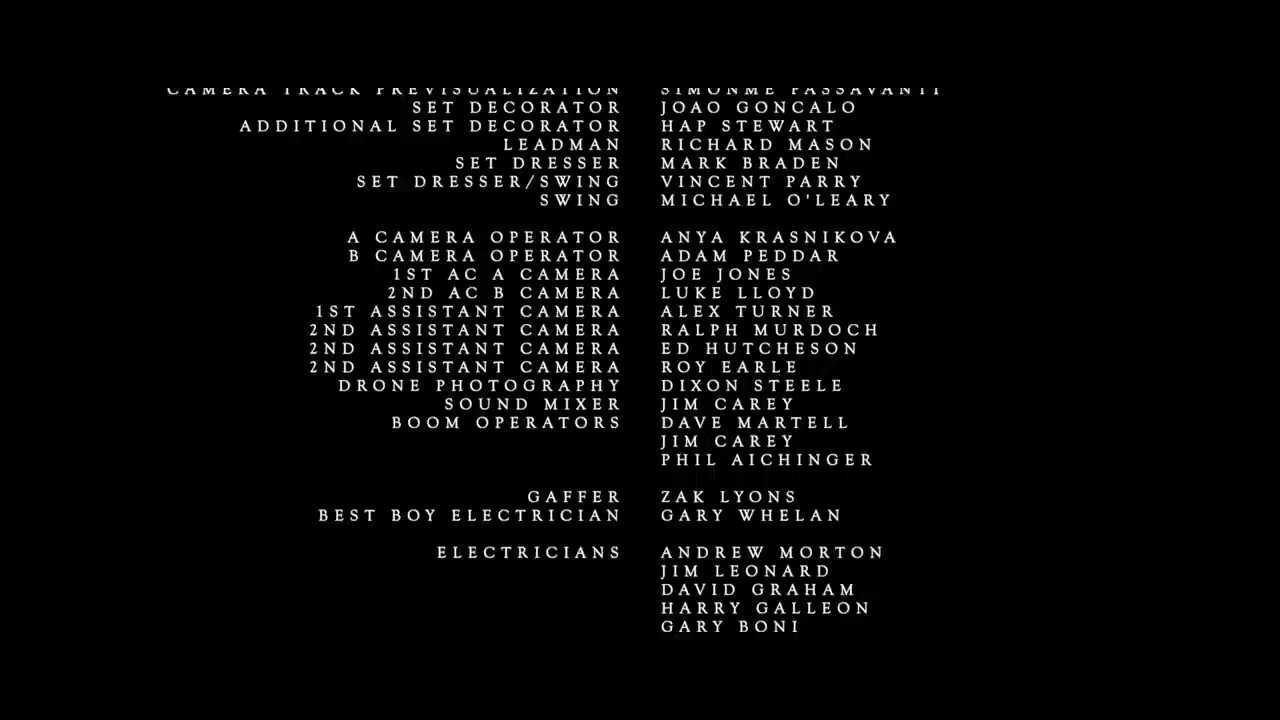 CAMERA TRACK PREVISUALIZATION SIMONME PASSAVANTI
SET DECORATOR JOAO GONCALO
ADDITIONAL SET DECORATOR HAP STEWART
LEADMAN RICHARD MASON
SET DRESSER MARK BRADEN
SET DRESSER/SWING VINCENT PARRY
SWING MICHAEL O'LEARY
A CAMERA OPERATOR ANYA KRASNIKOVA
B CAMERA OPERATOR ADAM PEDDAR
1ST AC A CAMERA JOE JONES
2ND AC B CAMERA LUKE LLOYD
1ST ASSISTANT CAMERA ALEX TURNER
2ND ASSISTANT CAMERA RALPH MURDOCH
2ND ASSISTANT CAMERA ED HUTCHESON
2ND ASSISTANT CAMERA ROY EARLE
DRONE PHOTOGRAPHY DIXON STEELE
SOUND MIXER JIM CAREY
BOOM OPERATORS DAVE MARTELL
JIM CAREY
PHIL AICHINGER
GAFFER ZAK LYONS
BEST BOY ELECTRICIAN GARY WHELAN
ELECTRICIANS ANDREW MORTON
JIM LEONARD
DAVID GRAHAM
HARRY GALLEON
GARY BONI